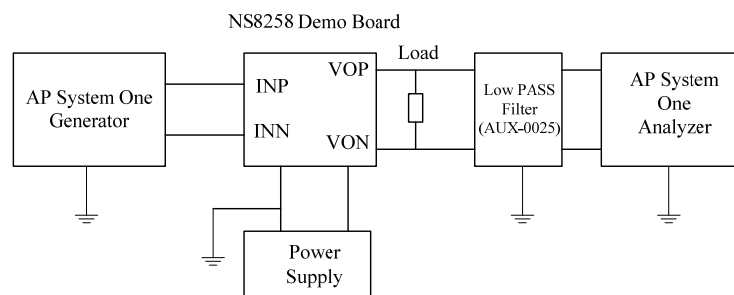 NS8258 Demo Board
AP System One
Generator
INP
INN
VOP
VON
Load
Low PASS
Filter
(AUX-0025)
AP System
One
Analyzer
Power
Supply